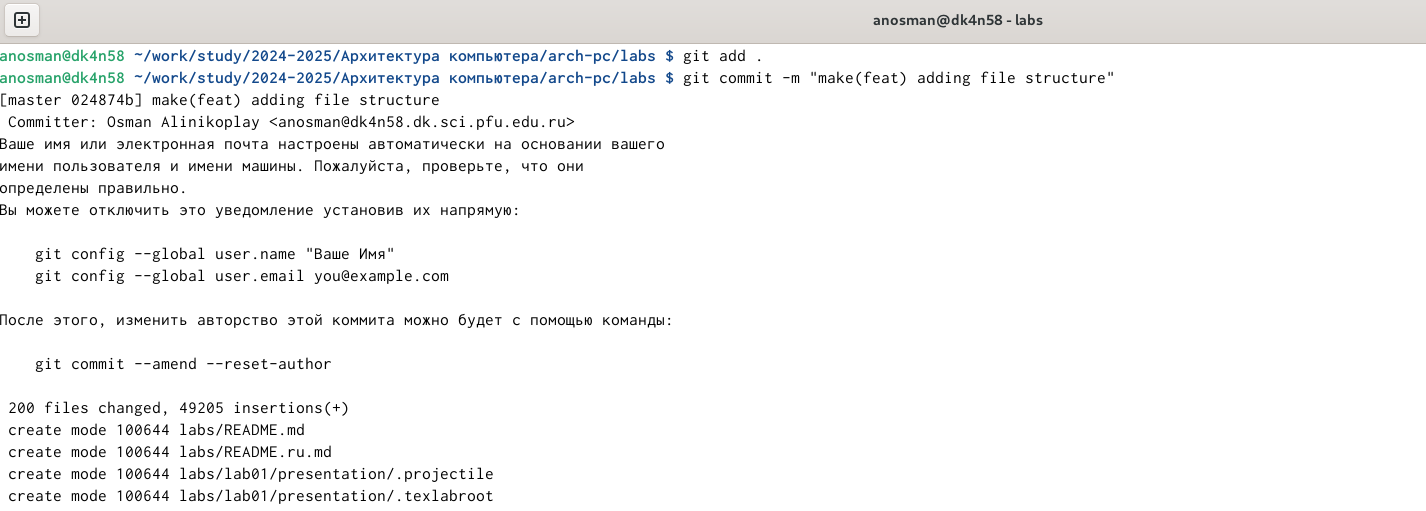 anosman@dk4n58 - labs
anosman@dk4n58 ~/work/study/2024-2025/Архитектура компьютера/arch-pc/labs $ git add .
anosman@dk4n58 ~/work/study/2024-2025/Архитектура компьютера/arch-pc/labs $ git commit -m "make(feat) adding file structure"
[master 024874b] make(feat) adding file structure
 Committer: Osman Alinikoplay <anosman@dk4n58.dk.sci.pfu.edu.ru>
Ваше имя или электронная почта настроены автоматически на основании вашего
имени пользователя и имени машины. Пожалуйста, проверьте, что они
определены правильно.
Вы можете отключить это уведомление установив их напрямую:

    git config --global user.name "Ваше Имя"
    git config --global user.email you@example.com

После этого, изменить авторство этой коммита можно будет с помощью команды:

    git commit --amend --reset-author

 200 files changed, 49205 insertions(+)
 create mode 100644 labs/README.md
 create mode 100644 labs/README.ru.md
 create mode 100644 labs/lab01/presentation/.projectile
 create mode 100644 labs/lab01/presentation/.texlabroot